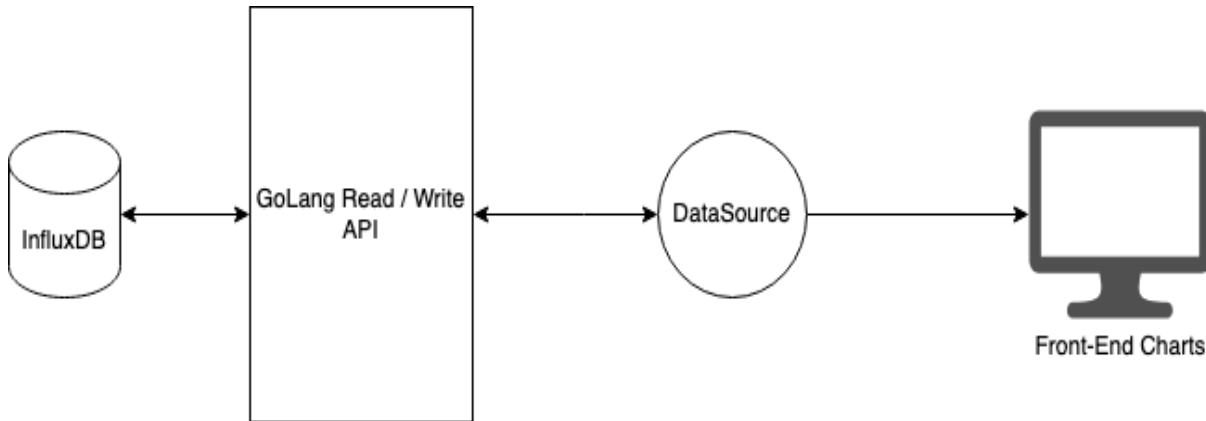 InfluxDB
GoLang Read / Write
API
DataSource
Front-End Charts